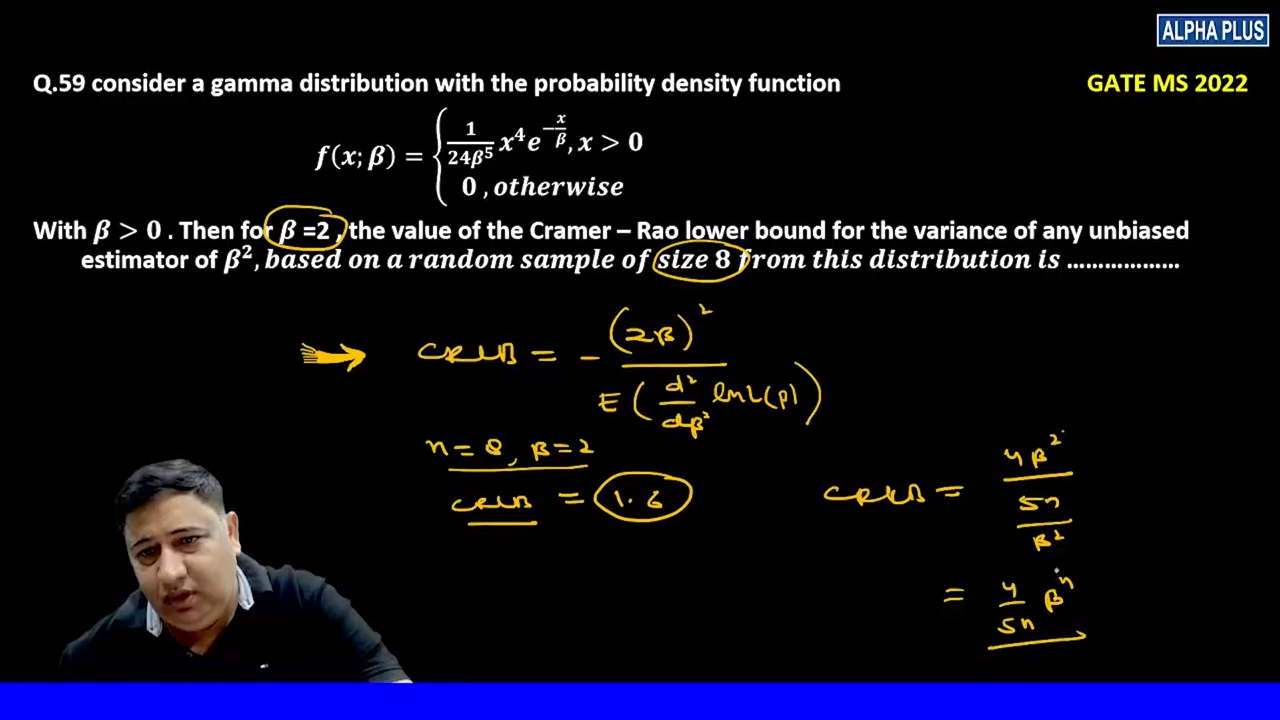 ALPHA PLUS
Q.59 consider a gamma distribution with the probability density function
GATE MS 2022
f(x; β) = { 1/(24β⁵) x⁴ e^(-x/β), x > 0
0 , otherwise
With β > 0 . Then for β =2 , the value of the Cramer – Rao lower bound for the variance of any unbiased
estimator of β², based on a random sample of size 8 from this distribution is ..................
CRLB = - (2β)² / E( d²/dβ² ln L(β) )
n = 8, β = 2
CRLB = 1.6
CRLB = 4β² / (5n/β²)
= 4/5n β⁴